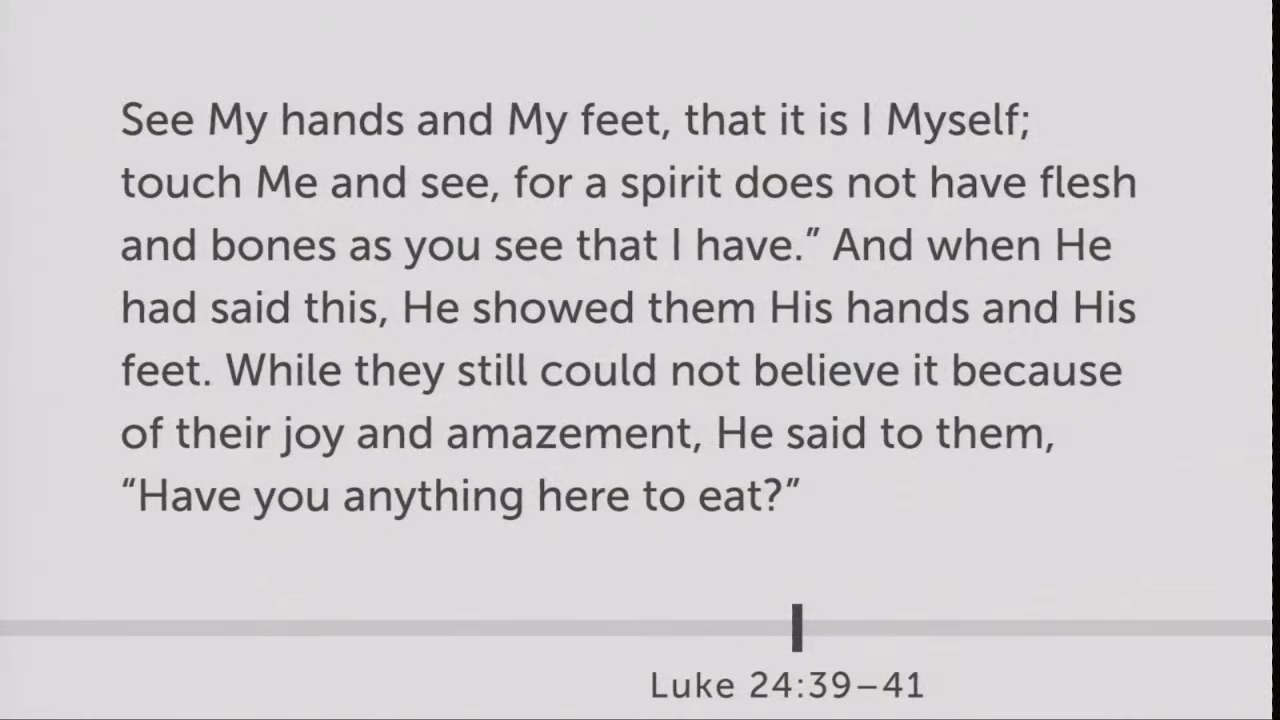 See My hands and My feet, that it is I Myself;
touch Me and see, for a spirit does not have flesh
and bones as you see that I have.” And when He
had said this, He showed them His hands and His
feet. While they still could not believe it because
of their joy and amazement, He said to them,
“Have you anything here to eat?”
Luke 24:39–41